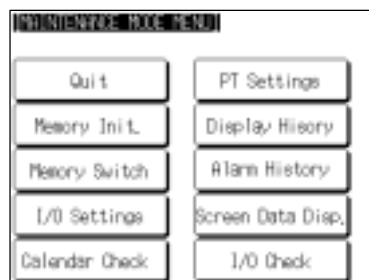 [MAINTENANCE MODE MENU]
Quit
PT Settings
Memory Init.
Display Hisory
Memory Switch
Alarm History
I/O Settings
Screen Data Disp.
Calendar Check
I/O Check